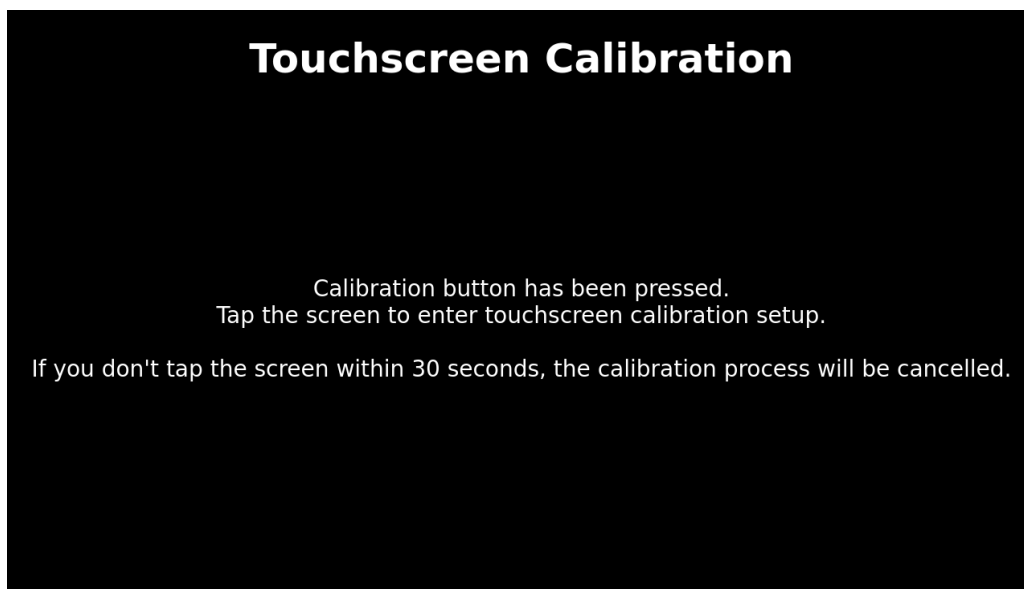 Touchscreen Calibration
Calibration button has been pressed.
Tap the screen to enter touchscreen calibration setup.
If you don't tap the screen within 30 seconds, the calibration process will be cancelled.